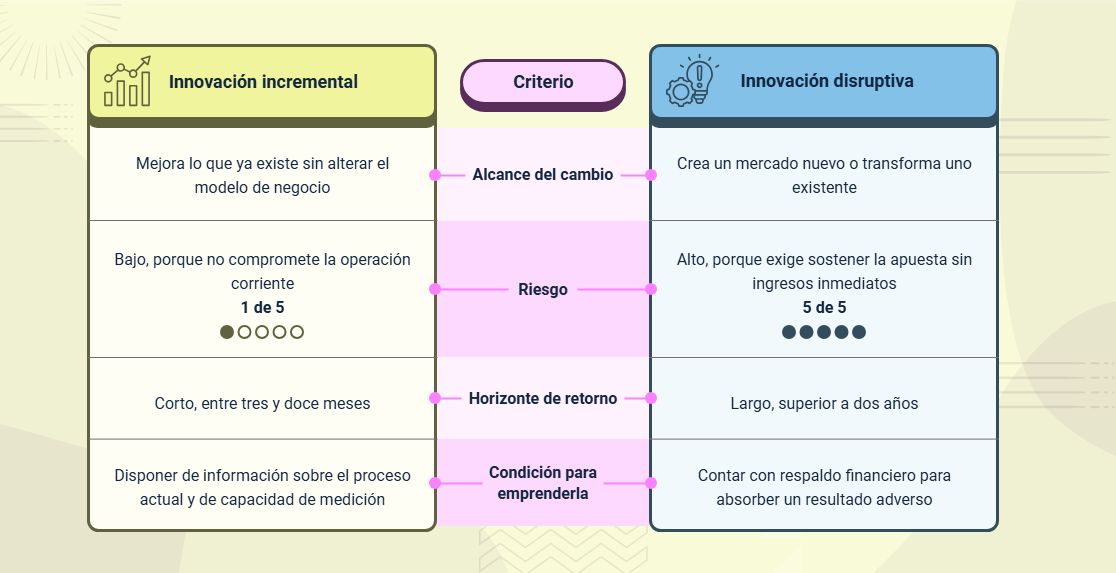 Innovación incremental
Criterio
Innovación disruptiva
Mejora lo que ya existe sin alterar el
modelo de negocio
Alcance del cambio
Crea un mercado nuevo o transforma uno
existente
Bajo, porque no compromete la operación
corriente
1 de 5
Riesgo
Alto, porque exige sostener la apuesta sin
ingresos inmediatos
5 de 5
Corto, entre tres y doce meses
Horizonte de retorno
Largo, superior a dos años
Disponer de información sobre el proceso
actual y de capacidad de medición
Condición para
emprenderla
Contar con respaldo financiero para
absorber un resultado adverso